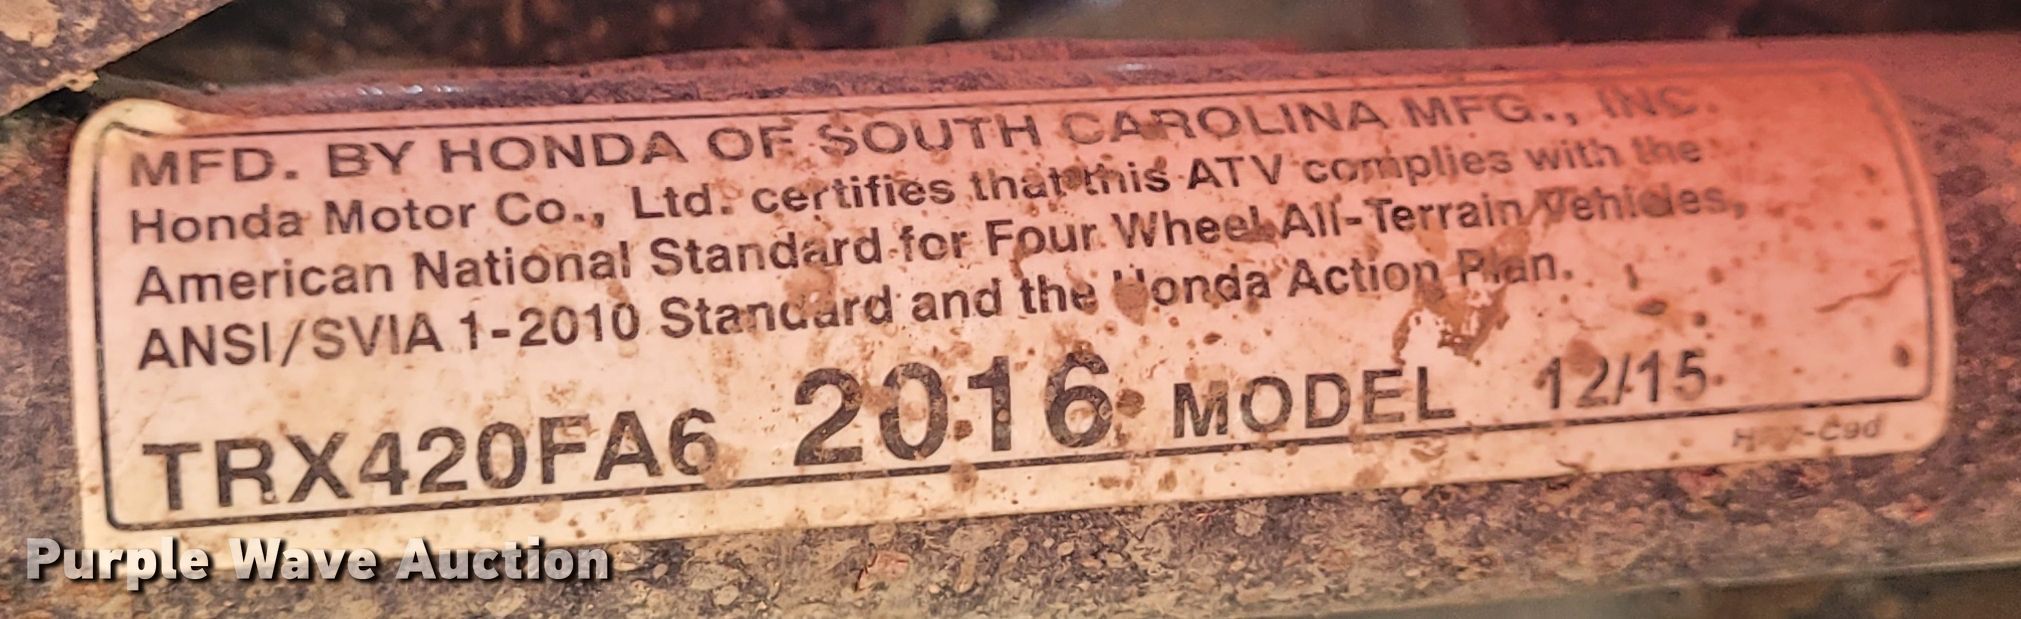 MFD. BY HONDA OF SOUTH CAROLINA MFG., INC.
Honda Motor Co., Ltd. certifies that this ATV complies with the
American National Standard for Four Wheel All-Terrain Vehicles,
ANSI/SVIA 1-2010 Standard and the Honda Action Plan.
TRX420FA6 2016 MODEL 12/15
Purple Wave Auction